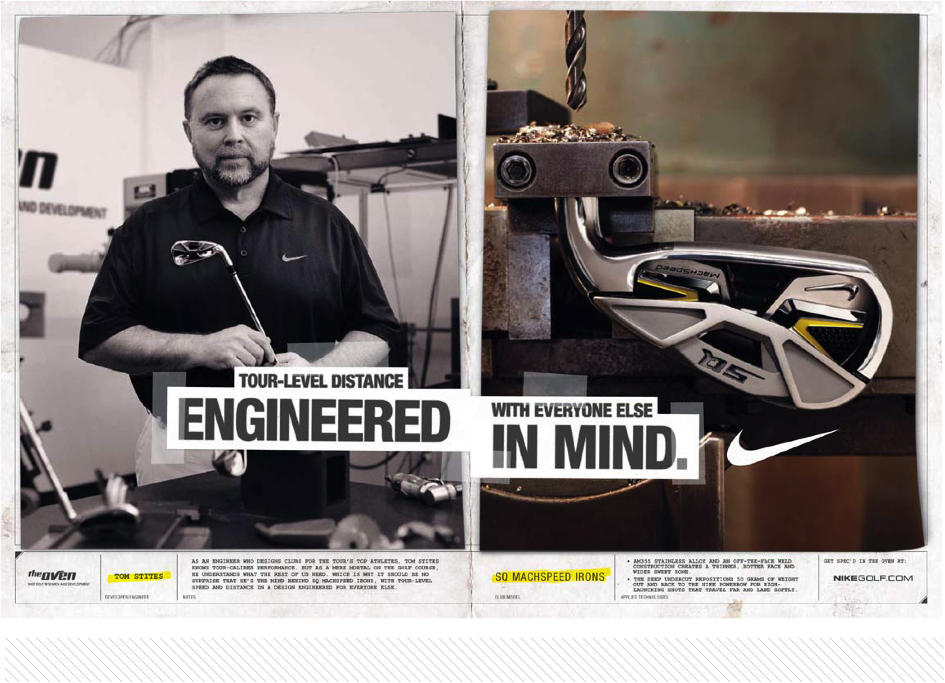 AND DEVELOPMENT
MACHSPEED
SQ
TOUR-LEVEL DISTANCE
ENGINEERED
WITH EVERYONE ELSE
IN MIND.
the oven
NIKE GOLF RESEARCH AND DEVELOPMENT
TOM STITES
DEVELOPER/ENGINEER
AS AN ENGINEER WHO DESIGNS CLUBS FOR THE TOUR'S TOP ATHLETES, TOM STITES
KNOWS TOUR-CALIBER PERFORMANCE. BUT AS A MERE MORTAL ON THE GOLF COURSE,
HE UNDERSTANDS WHAT THE REST OF US NEED. WHICH IS WHY IT SHOULD BE NO
SURPRISE THAT HE'S THE MIND BEHIND SQ MACHSPEED IRONS, WITH TOUR-LEVEL
SPEED AND DISTANCE IN A DESIGN ENGINEERED FOR EVERYONE ELSE.
NOTES
SQ MACHSPEED IRONS
CLUB MODEL
• AM355 STAINLESS ALLOY AND AN OFF-THE-FACE WELD
CONSTRUCTION CREATES A THINNER, HOTTER FACE AND
WIDER SWEET ZONE.
• THE DEEP UNDERCUT REPOSITIONS 50 GRAMS OF WEIGHT
OUT AND BACK TO THE NIKE POWERBOW FOR HIGH-
LAUNCHING SHOTS THAT TRAVEL FAR AND LAND SOFTLY.
APPLIED TECHNOLOGIES
GET SPEC'D IN THE OVEN AT:
NIKEGOLF.COM